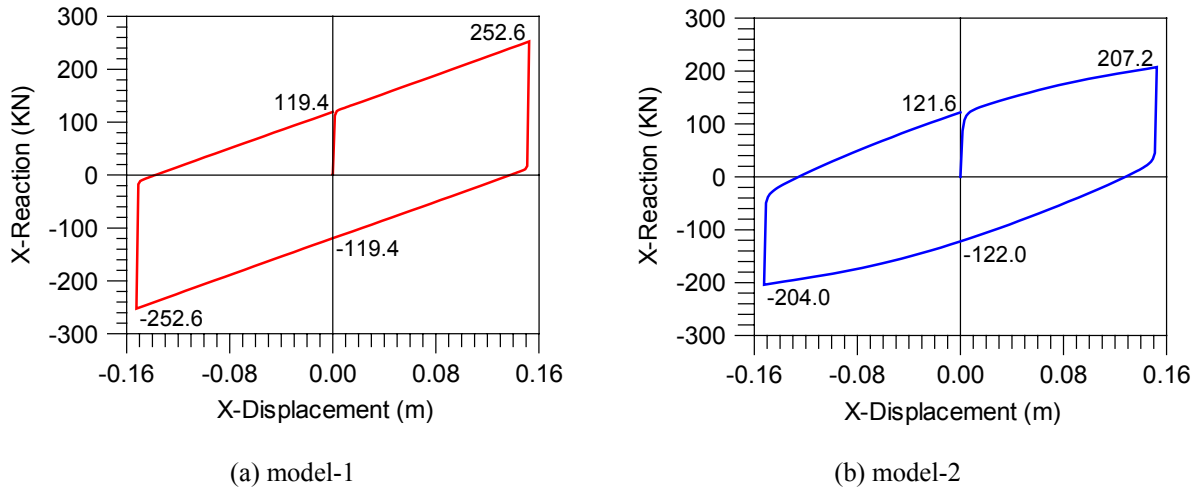 300
252.6
200
119.4
100
0
-100
-119.4
-200
-252.6
-300
-0.16 -0.08 0.00 0.08 0.16
X-Reaction (KN)
X-Displacement (m)
(a) model-1
300
207.2
200
121.6
100
0
-100
-122.0
-200
-204.0
-300
-0.16 -0.08 0.00 0.08 0.16
X-Reaction (KN)
X-Displacement (m)
(b) model-2